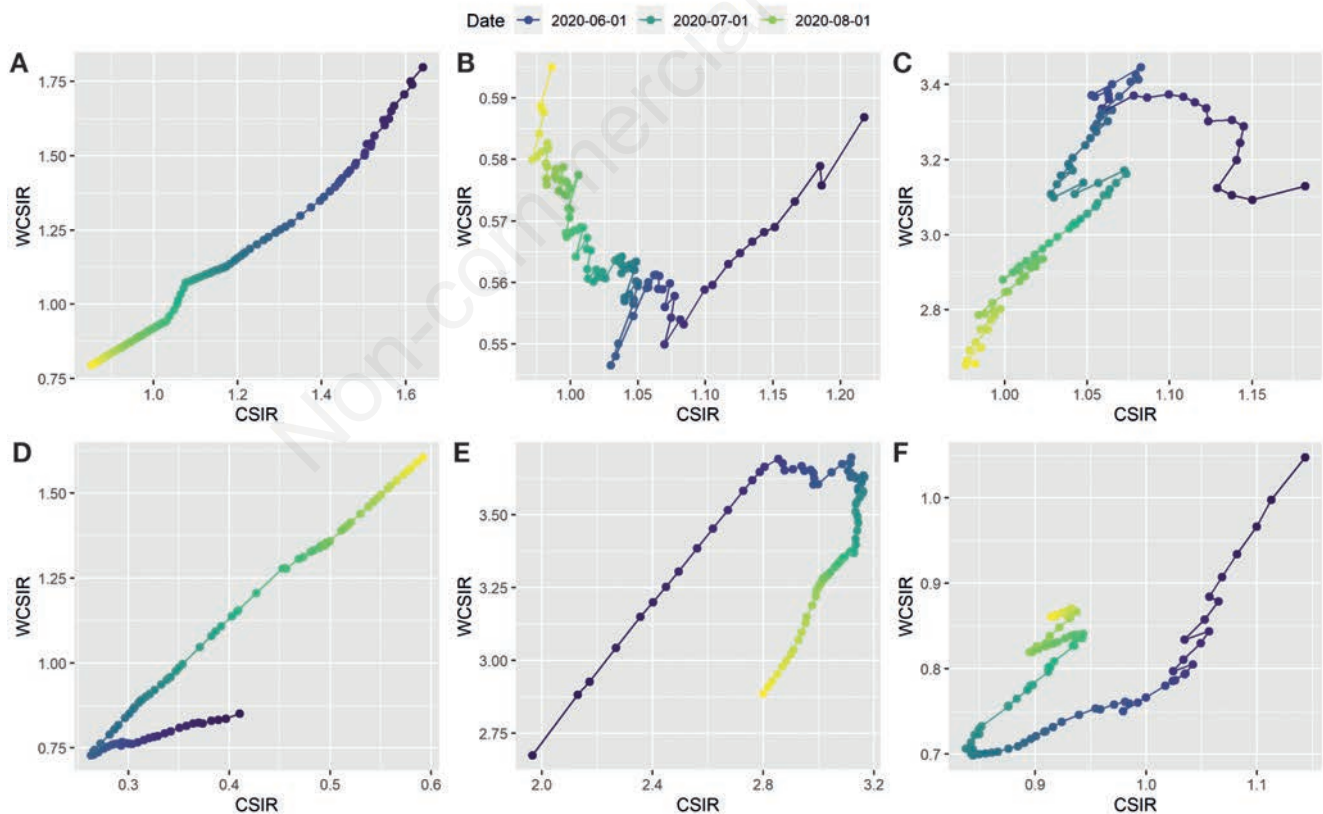 Date 2020-06-01 2020-07-01 2020-08-01
A
B
C
1.75
1.50
1.25
1.00
0.75
WCSIR
1.0 1.2 1.4 1.6
CSIR
0.59
0.58
0.57
0.56
0.55
WCSIR
1.00 1.05 1.10 1.15 1.20
CSIR
3.4
3.2
3.0
2.8
WCSIR
1.00 1.05 1.10 1.15
CSIR
D
E
F
1.50
1.25
1.00
0.75
WCSIR
0.3 0.4 0.5 0.6
CSIR
3.50
3.25
3.00
2.75
WCSIR
2.0 2.4 2.8 3.2
CSIR
1.0
0.9
0.8
0.7
WCSIR
0.9 1.0 1.1
CSIR
Non-commercial